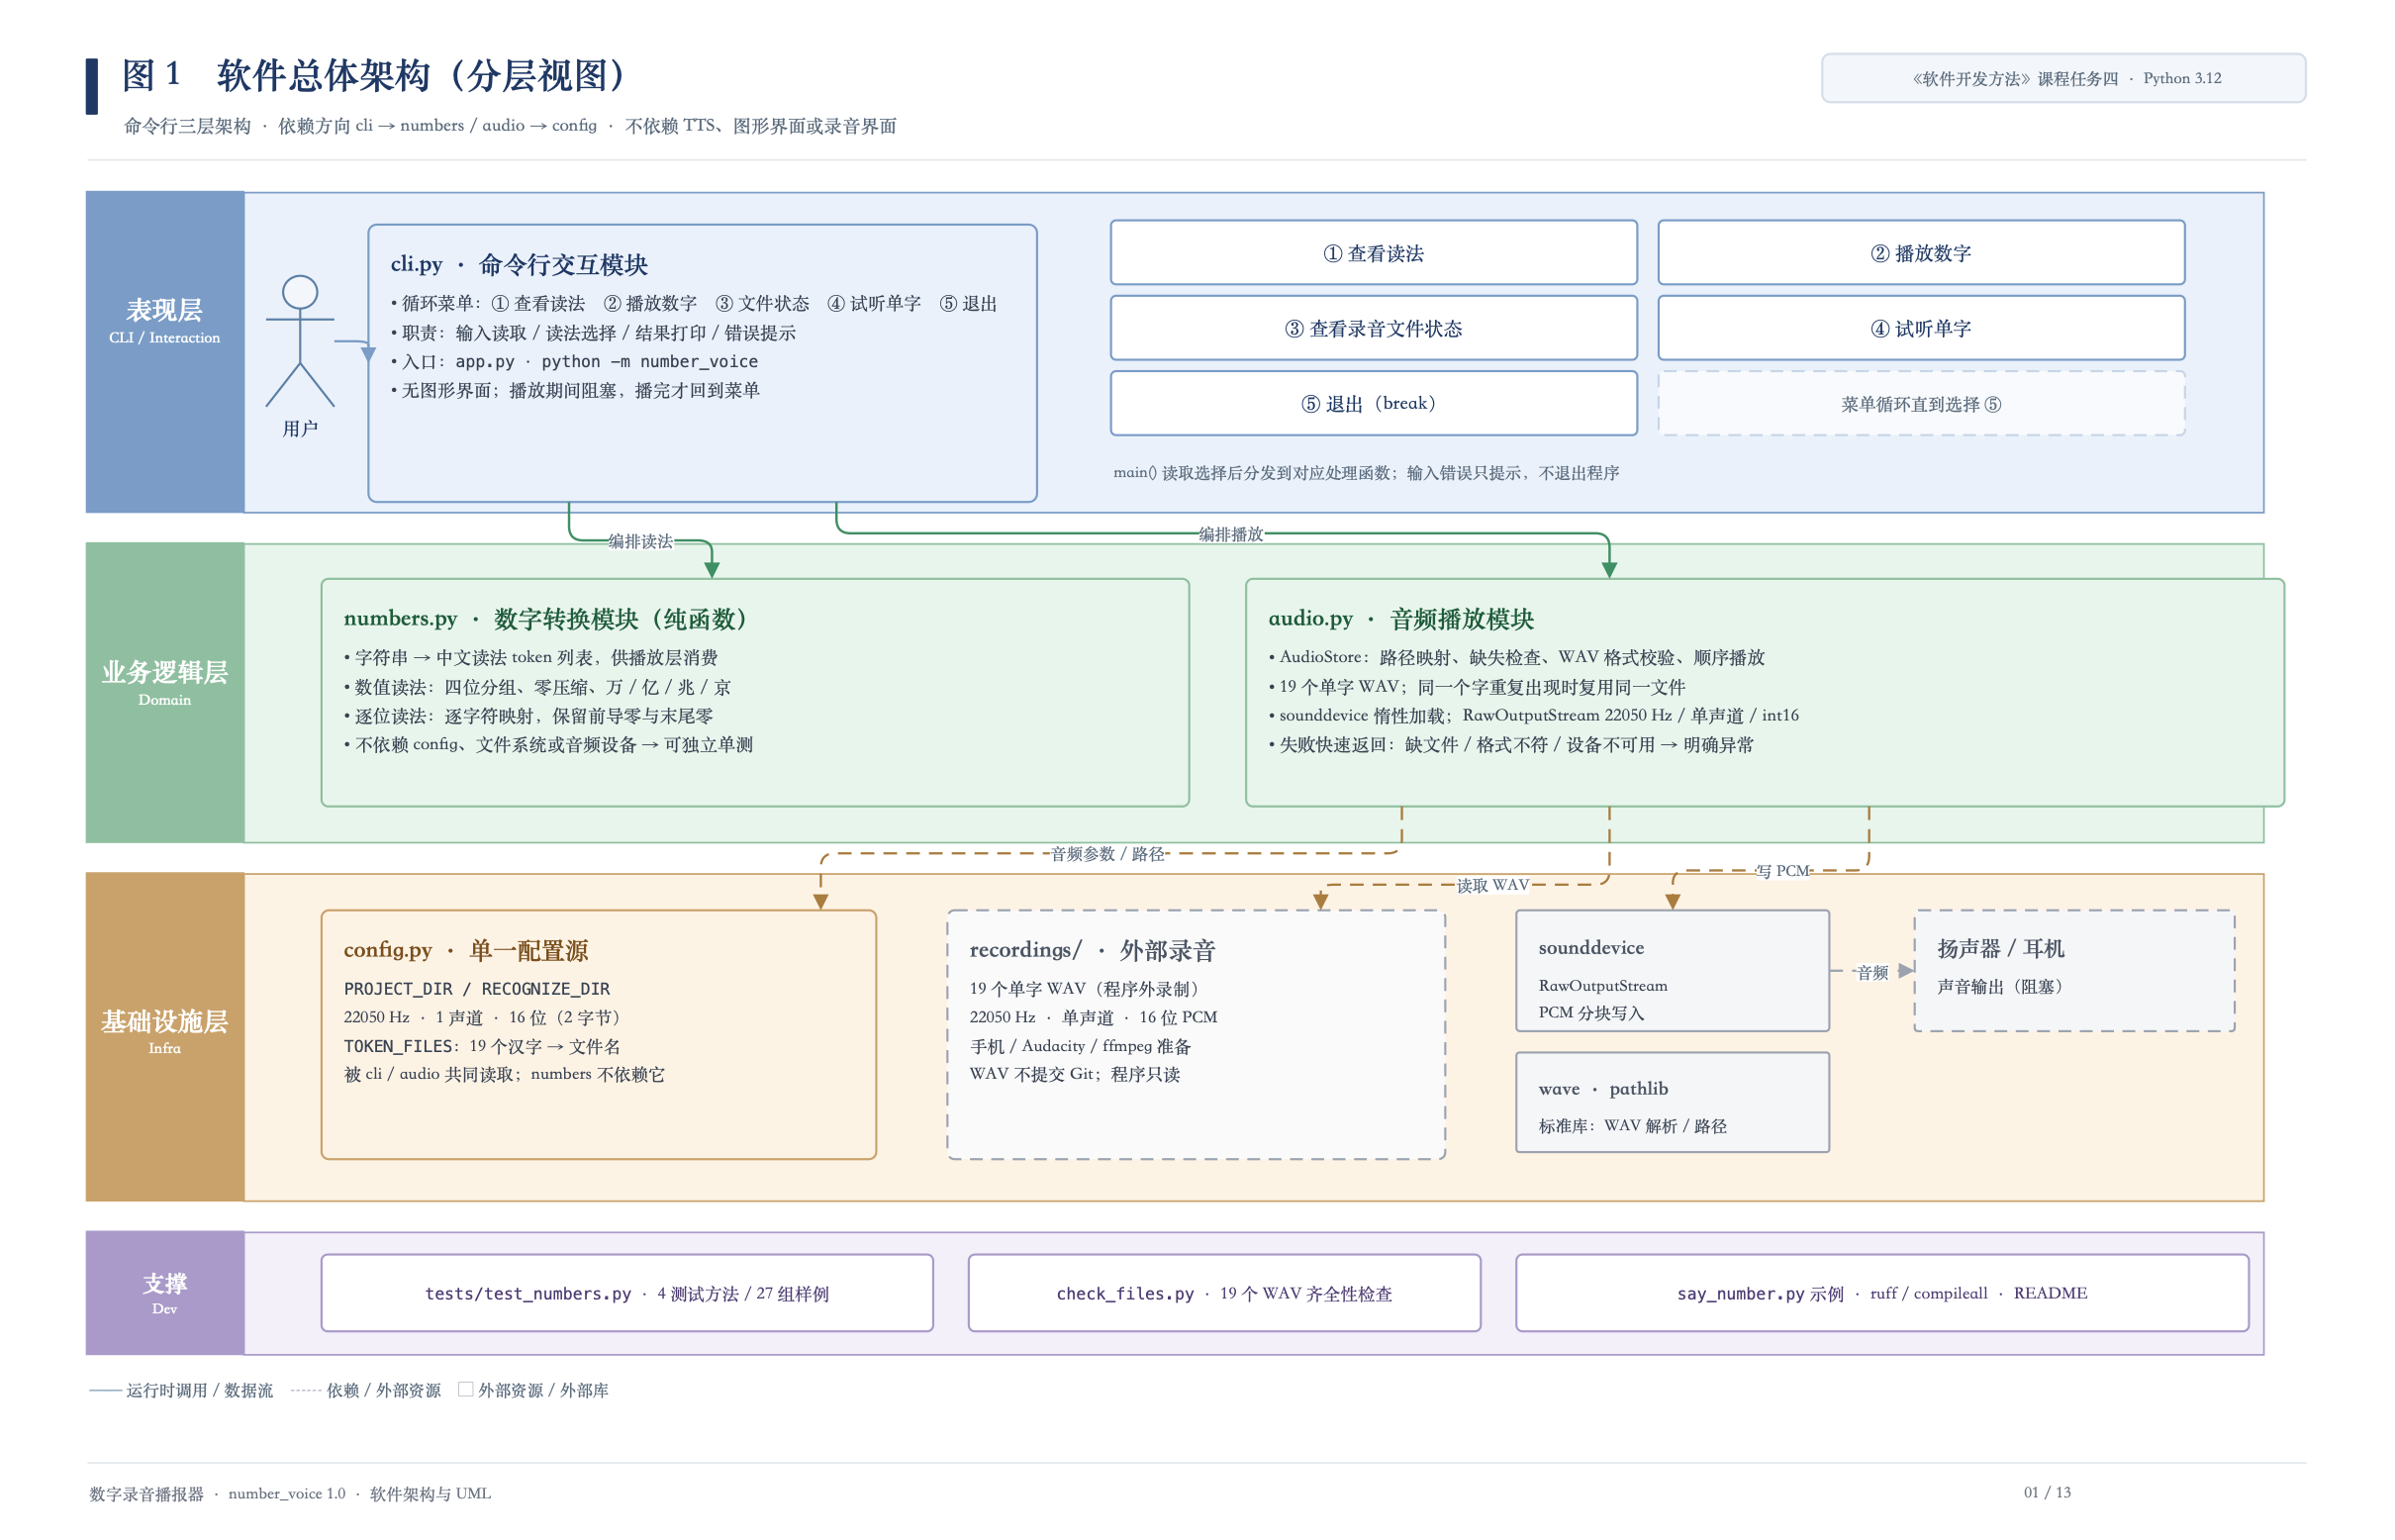 图 1 软件总体架构（分层视图）
《软件开发方法》课程任务四 · Python 3.12
命令行三层架构 · 依赖方向 cli → numbers / audio → config · 不依赖 TTS、图形界面或录音界面
表现层
CLI / Interaction
用户
cli.py · 命令行交互模块
• 循环菜单：① 查看读法 ② 播放数字 ③ 文件状态 ④ 试听单字 ⑤ 退出
• 职责：输入读取 / 读法选择 / 结果打印 / 错误提示
• 入口：app.py · python -m number_voice
• 无图形界面；播放期间阻塞，播完才回到菜单
① 查看读法
② 播放数字
③ 查看录音文件状态
④ 试听单字
⑤ 退出（break）
菜单循环直到选择 ⑤
main() 读取选择后分发到对应处理函数；输入错误只提示，不退出程序
编排读法
编排播放
业务逻辑层
Domain
numbers.py · 数字转换模块（纯函数）
• 字符串 → 中文读法 token 列表，供播放层消费
• 数值读法：四位分组、零压缩、万 / 亿 / 兆 / 京
• 逐位读法：逐字符映射，保留前导零与末尾零
• 不依赖 config、文件系统或音频设备 → 可独立单测
audio.py · 音频播放模块
• AudioStore：路径映射、缺失检查、WAV 格式校验、顺序播放
• 19 个单字 WAV；同一个字重复出现时复用同一文件
• sounddevice 惰性加载；RawOutputStream 22050 Hz / 单声道 / int16
• 失败快速返回：缺文件 / 格式不符 / 设备不可用 → 明确异常
音频参数 / 路径
读取 WAV
写 PCM
基础设施层
Infra
config.py · 单一配置源
PROJECT_DIR / RECOGNIZE_DIR
22050 Hz · 1 声道 · 16 位（2 字节）
TOKEN_FILES：19 个汉字 → 文件名
被 cli / audio 共同读取；numbers 不依赖它
recordings/ · 外部录音
19 个单字 WAV（程序外录制）
22050 Hz · 单声道 · 16 位 PCM
手机 / Audacity / ffmpeg 准备
WAV 不提交 Git；程序只读
sounddevice
RawOutputStream
PCM 分块写入
音频
扬声器 / 耳机
声音输出（阻塞）
wave · pathlib
标准库：WAV 解析 / 路径
支撑
Dev
tests/test_numbers.py · 4 测试方法 / 27 组样例
check_files.py · 19 个 WAV 齐全性检查
say_number.py 示例 · ruff / compileall · README
运行时调用 / 数据流
依赖 / 外部资源
外部资源 / 外部库
数字录音播报器 · number_voice 1.0 · 软件架构与 UML
01 / 13